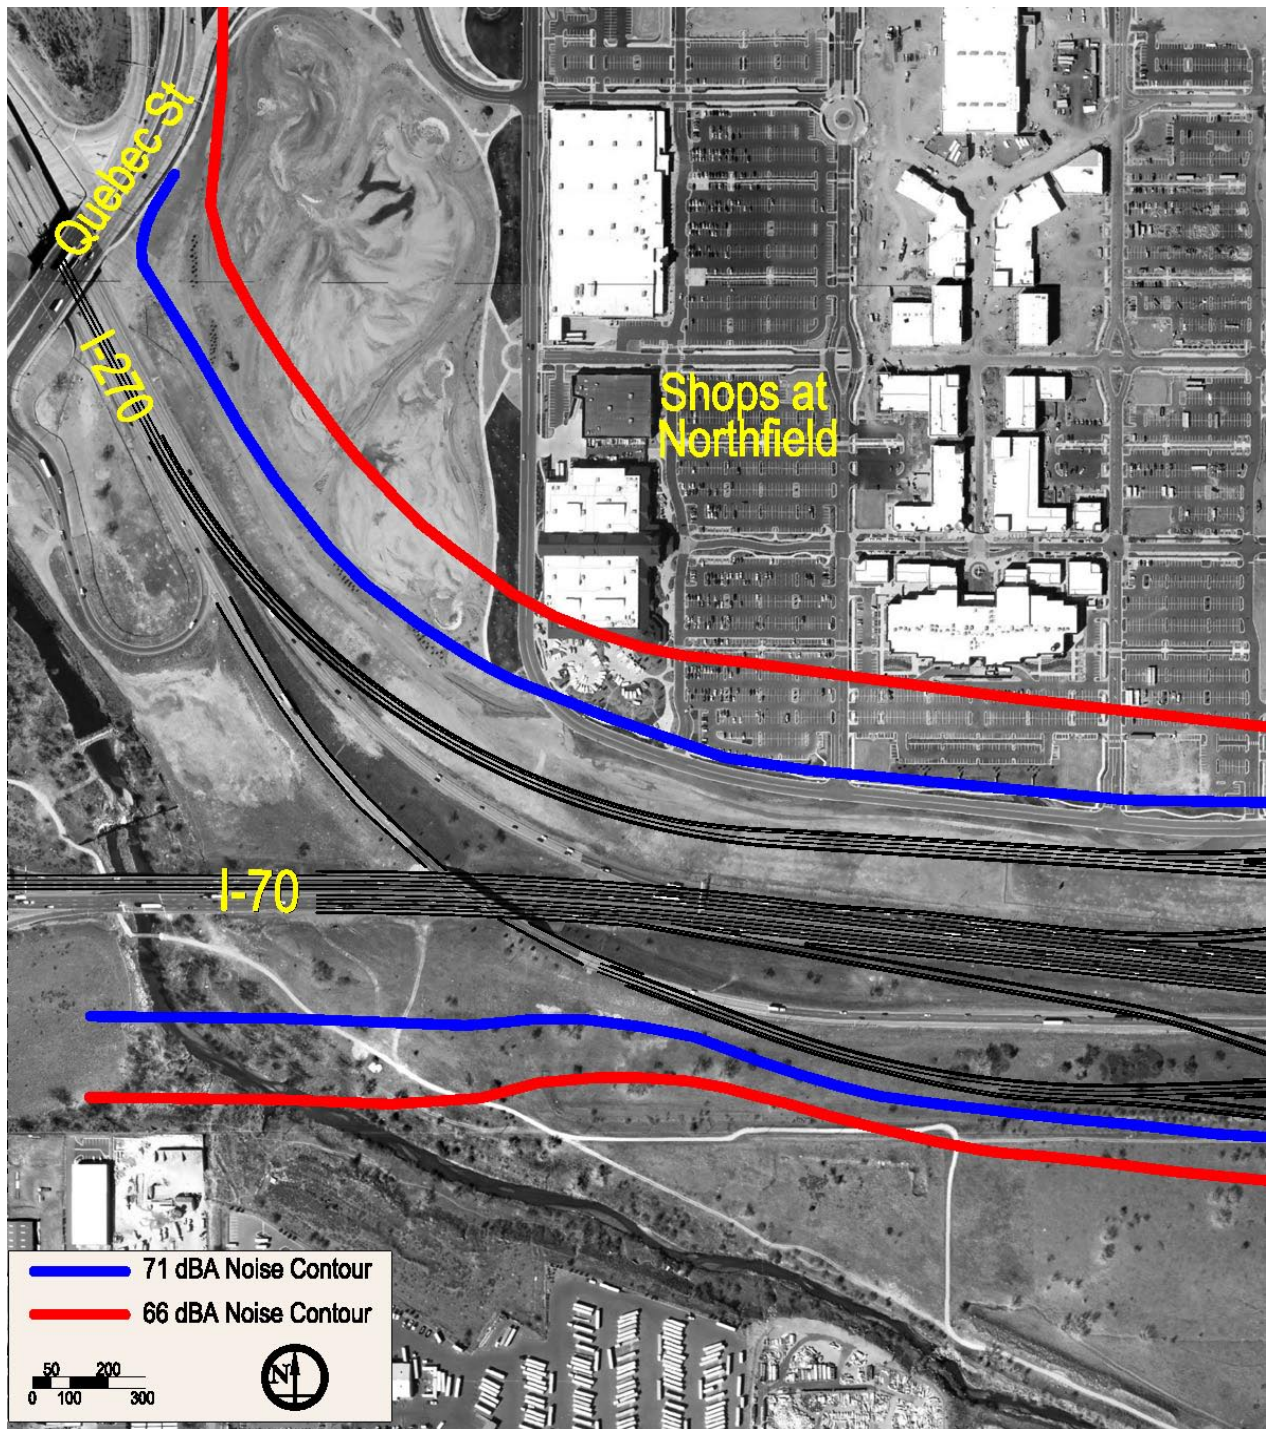 Quebec St
I-270
Shops at
Northfield
I-70
71 dBA Noise Contour
66 dBA Noise Contour
50 200
0 100 300
N